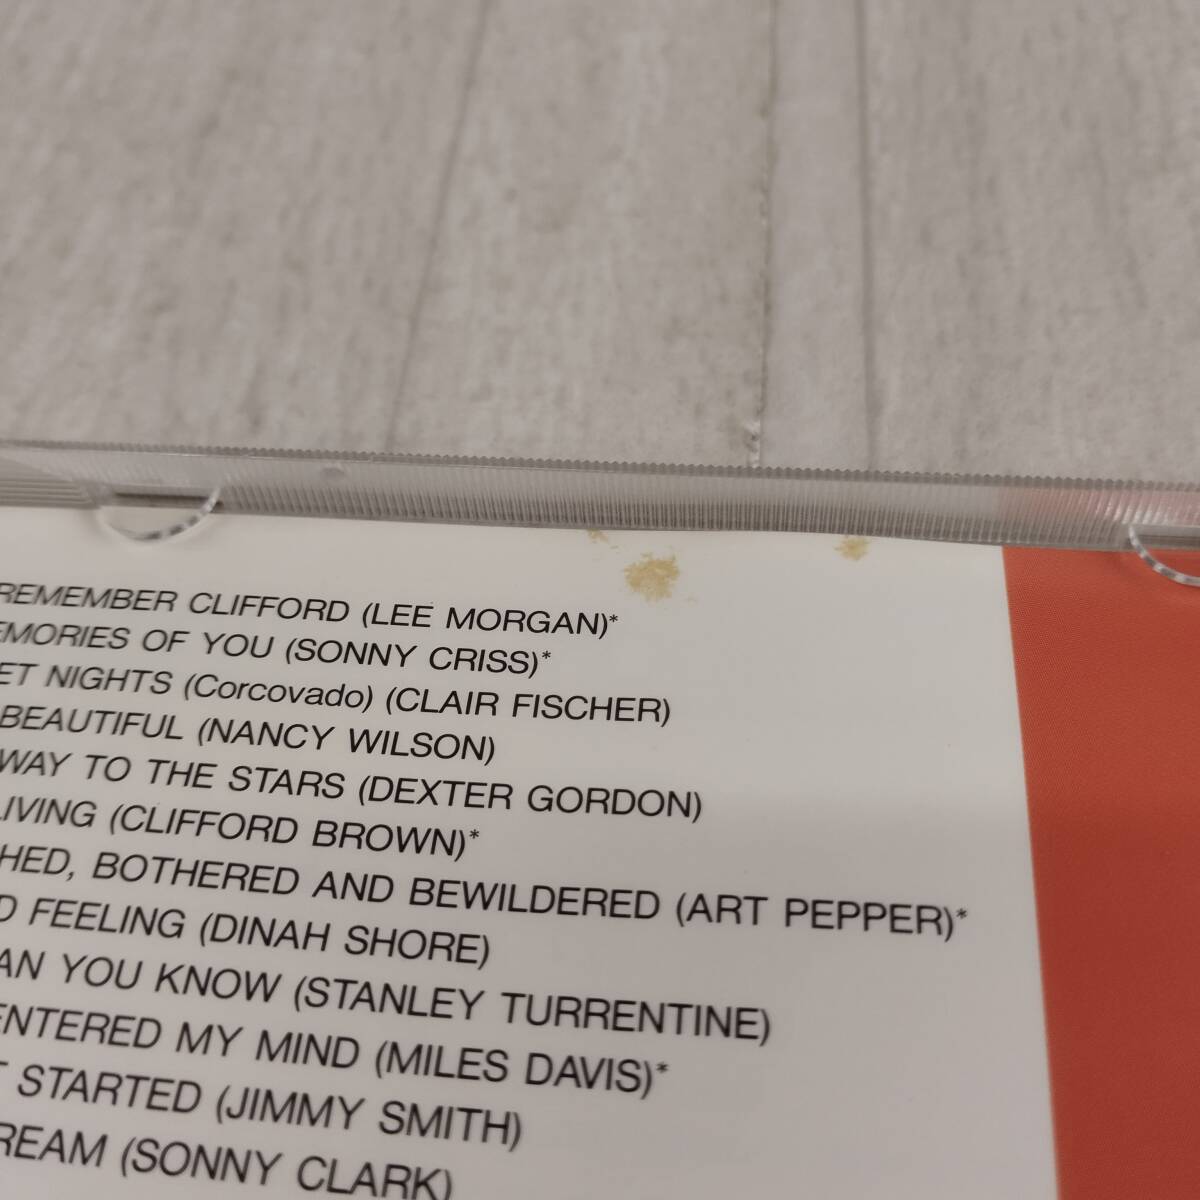 REMEMBER CLIFFORD (LEE MORGAN)*
EMORIES OF YOU (SONNY CRISS)*
ET NIGHTS (Corcovado) (CLAIR FISCHER)
BEAUTIFUL (NANCY WILSON)
WAY TO THE STARS (DEXTER GORDON)
LIVING (CLIFFORD BROWN)*
HED, BOTHERED AND BEWILDERED (ART PEPPER)*
D FEELING (DINAH SHORE)
AN YOU KNOW (STANLEY TURRENTINE)
ENTERED MY MIND (MILES DAVIS)*
T STARTED (JIMMY SMITH)
REAM (SONNY CLARK)